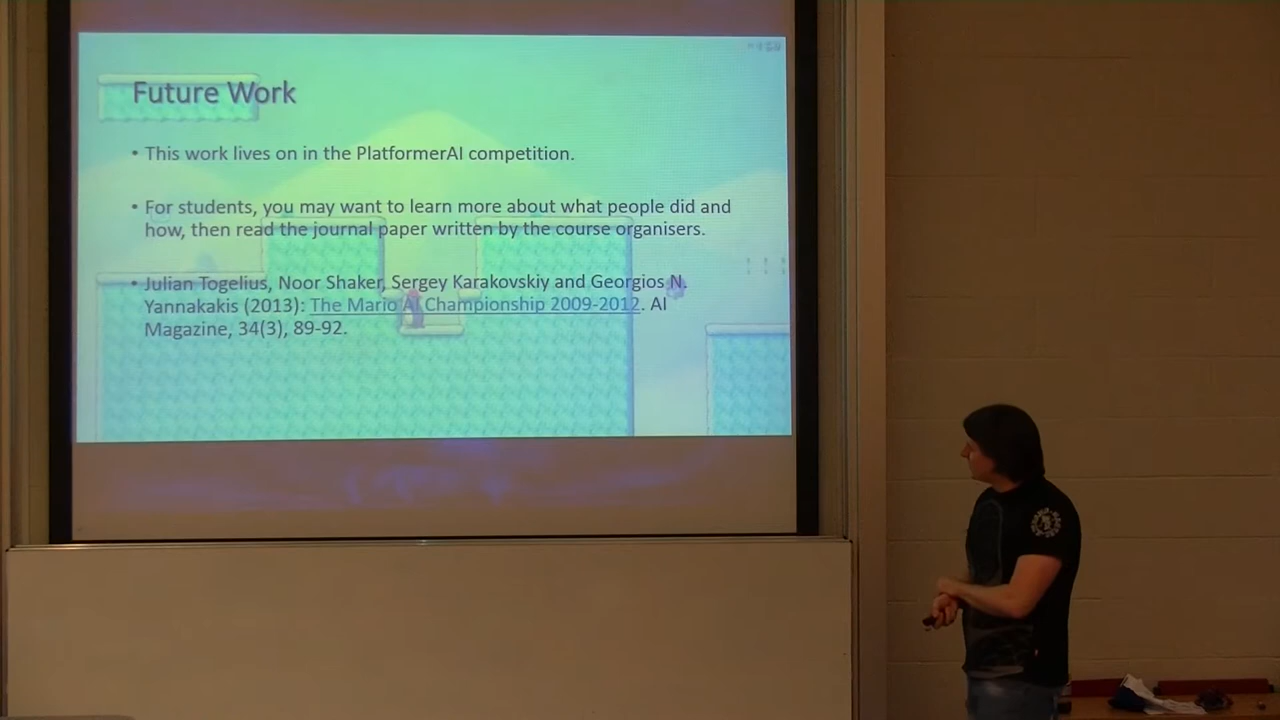 Future Work
• This work lives on in the PlatformerAI competition.
• For students, you may want to learn more about what people did and
how, then read the journal paper written by the course organisers.
• Julian Togelius, Noor Shaker, Sergey Karakovskiy and Georgios N.
Yannakakis (2013): The Mario AI Championship 2009-2012. AI
Magazine, 34(3), 89-92.